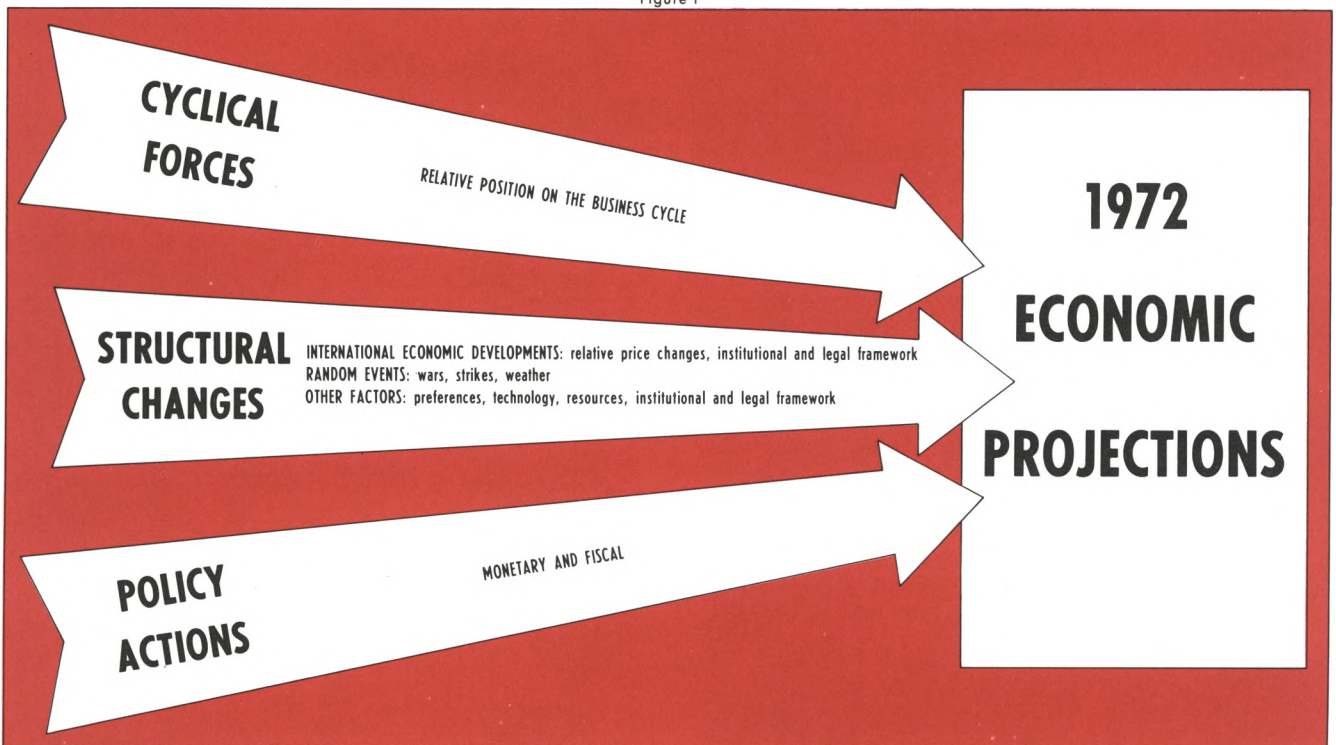 Figure I
CYCLICAL
FORCES
RELATIVE POSITION ON THE BUSINESS CYCLE
STRUCTURAL
CHANGES
INTERNATIONAL ECONOMIC DEVELOPMENTS: relative price changes, institutional and legal framework
RANDOM EVENTS: wars, strikes, weather
OTHER FACTORS: preferences, technology, resources, institutional and legal framework
POLICY
ACTIONS
MONETARY AND FISCAL
1972
ECONOMIC
PROJECTIONS